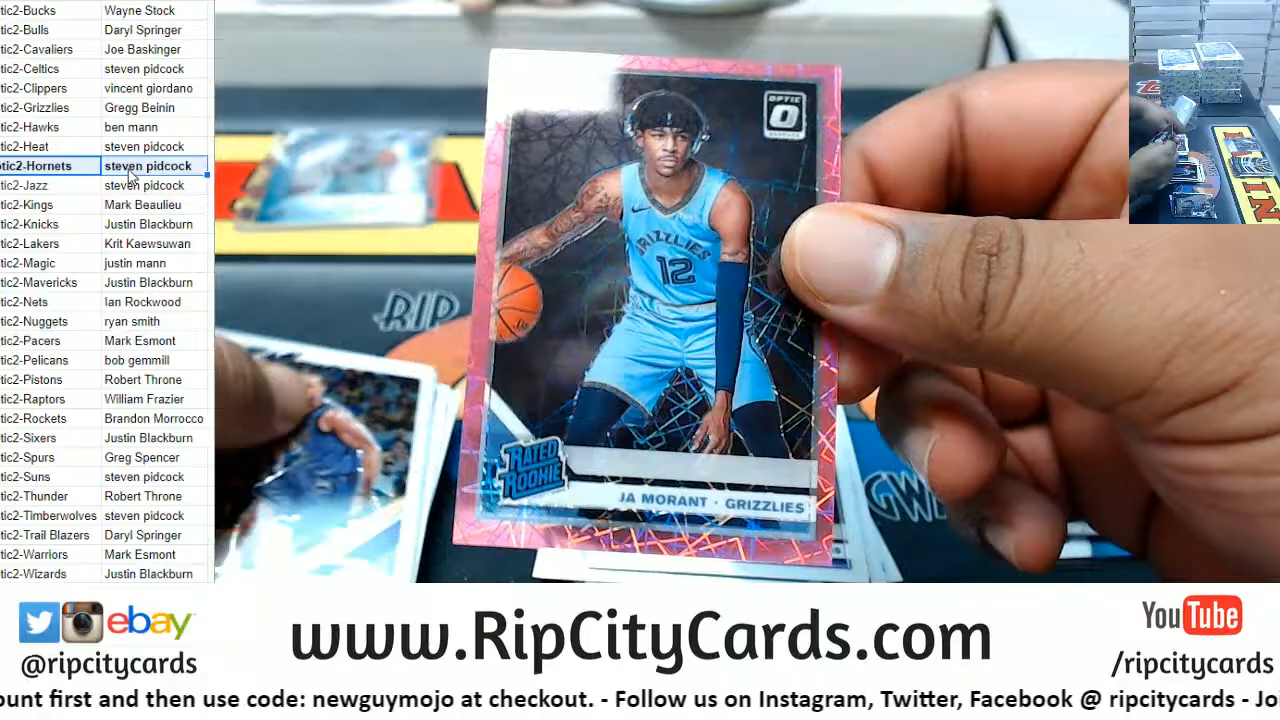 tic2-Bucks Wayne Stock
tic2-Bulls Daryl Springer
tic2-Cavaliers Joe Baskinger
tic2-Celtics steven pidcock
tic2-Clippers vincent giordano
tic2-Grizzlies Gregg Beinin
tic2-Hawks ben mann
tic2-Heat steven pidcock
otic2-Hornets steven pidcock
tic2-Jazz steven pidcock
tic2-Kings Mark Beaulieu
tic2-Knicks Justin Blackburn
tic2-Lakers Krit Kaewsuwan
tic2-Magic justin mann
tic2-Mavericks Justin Blackburn
tic2-Nets Ian Rockwood
tic2-Nuggets ryan smith
tic2-Pacers Mark Esmont
tic2-Pelicans bob gemmill
tic2-Pistons Robert Throne
tic2-Raptors William Frazier
tic2-Rockets Brandon Morrocco
tic2-Sixers Justin Blackburn
tic2-Spurs Greg Spencer
tic2-Suns steven pidcock
tic2-Thunder Robert Throne
tic2-Timberwolves steven pidcock
tic2-Trail Blazers Daryl Springer
tic2-Warriors Mark Esmont
tic2-Wizards Justin Blackburn
OPTIC
O
GRIZZLIES
12
RATED
ROOKIE
JA MORANT · GRIZZLIES
RIP
ebay
@ripcitycards
www.RipCityCards.com
YouTube
/ripcitycards
ount first and then use code: newguymojo at checkout. - Follow us on Instagram, Twitter, Facebook @ ripcitycards - Joi